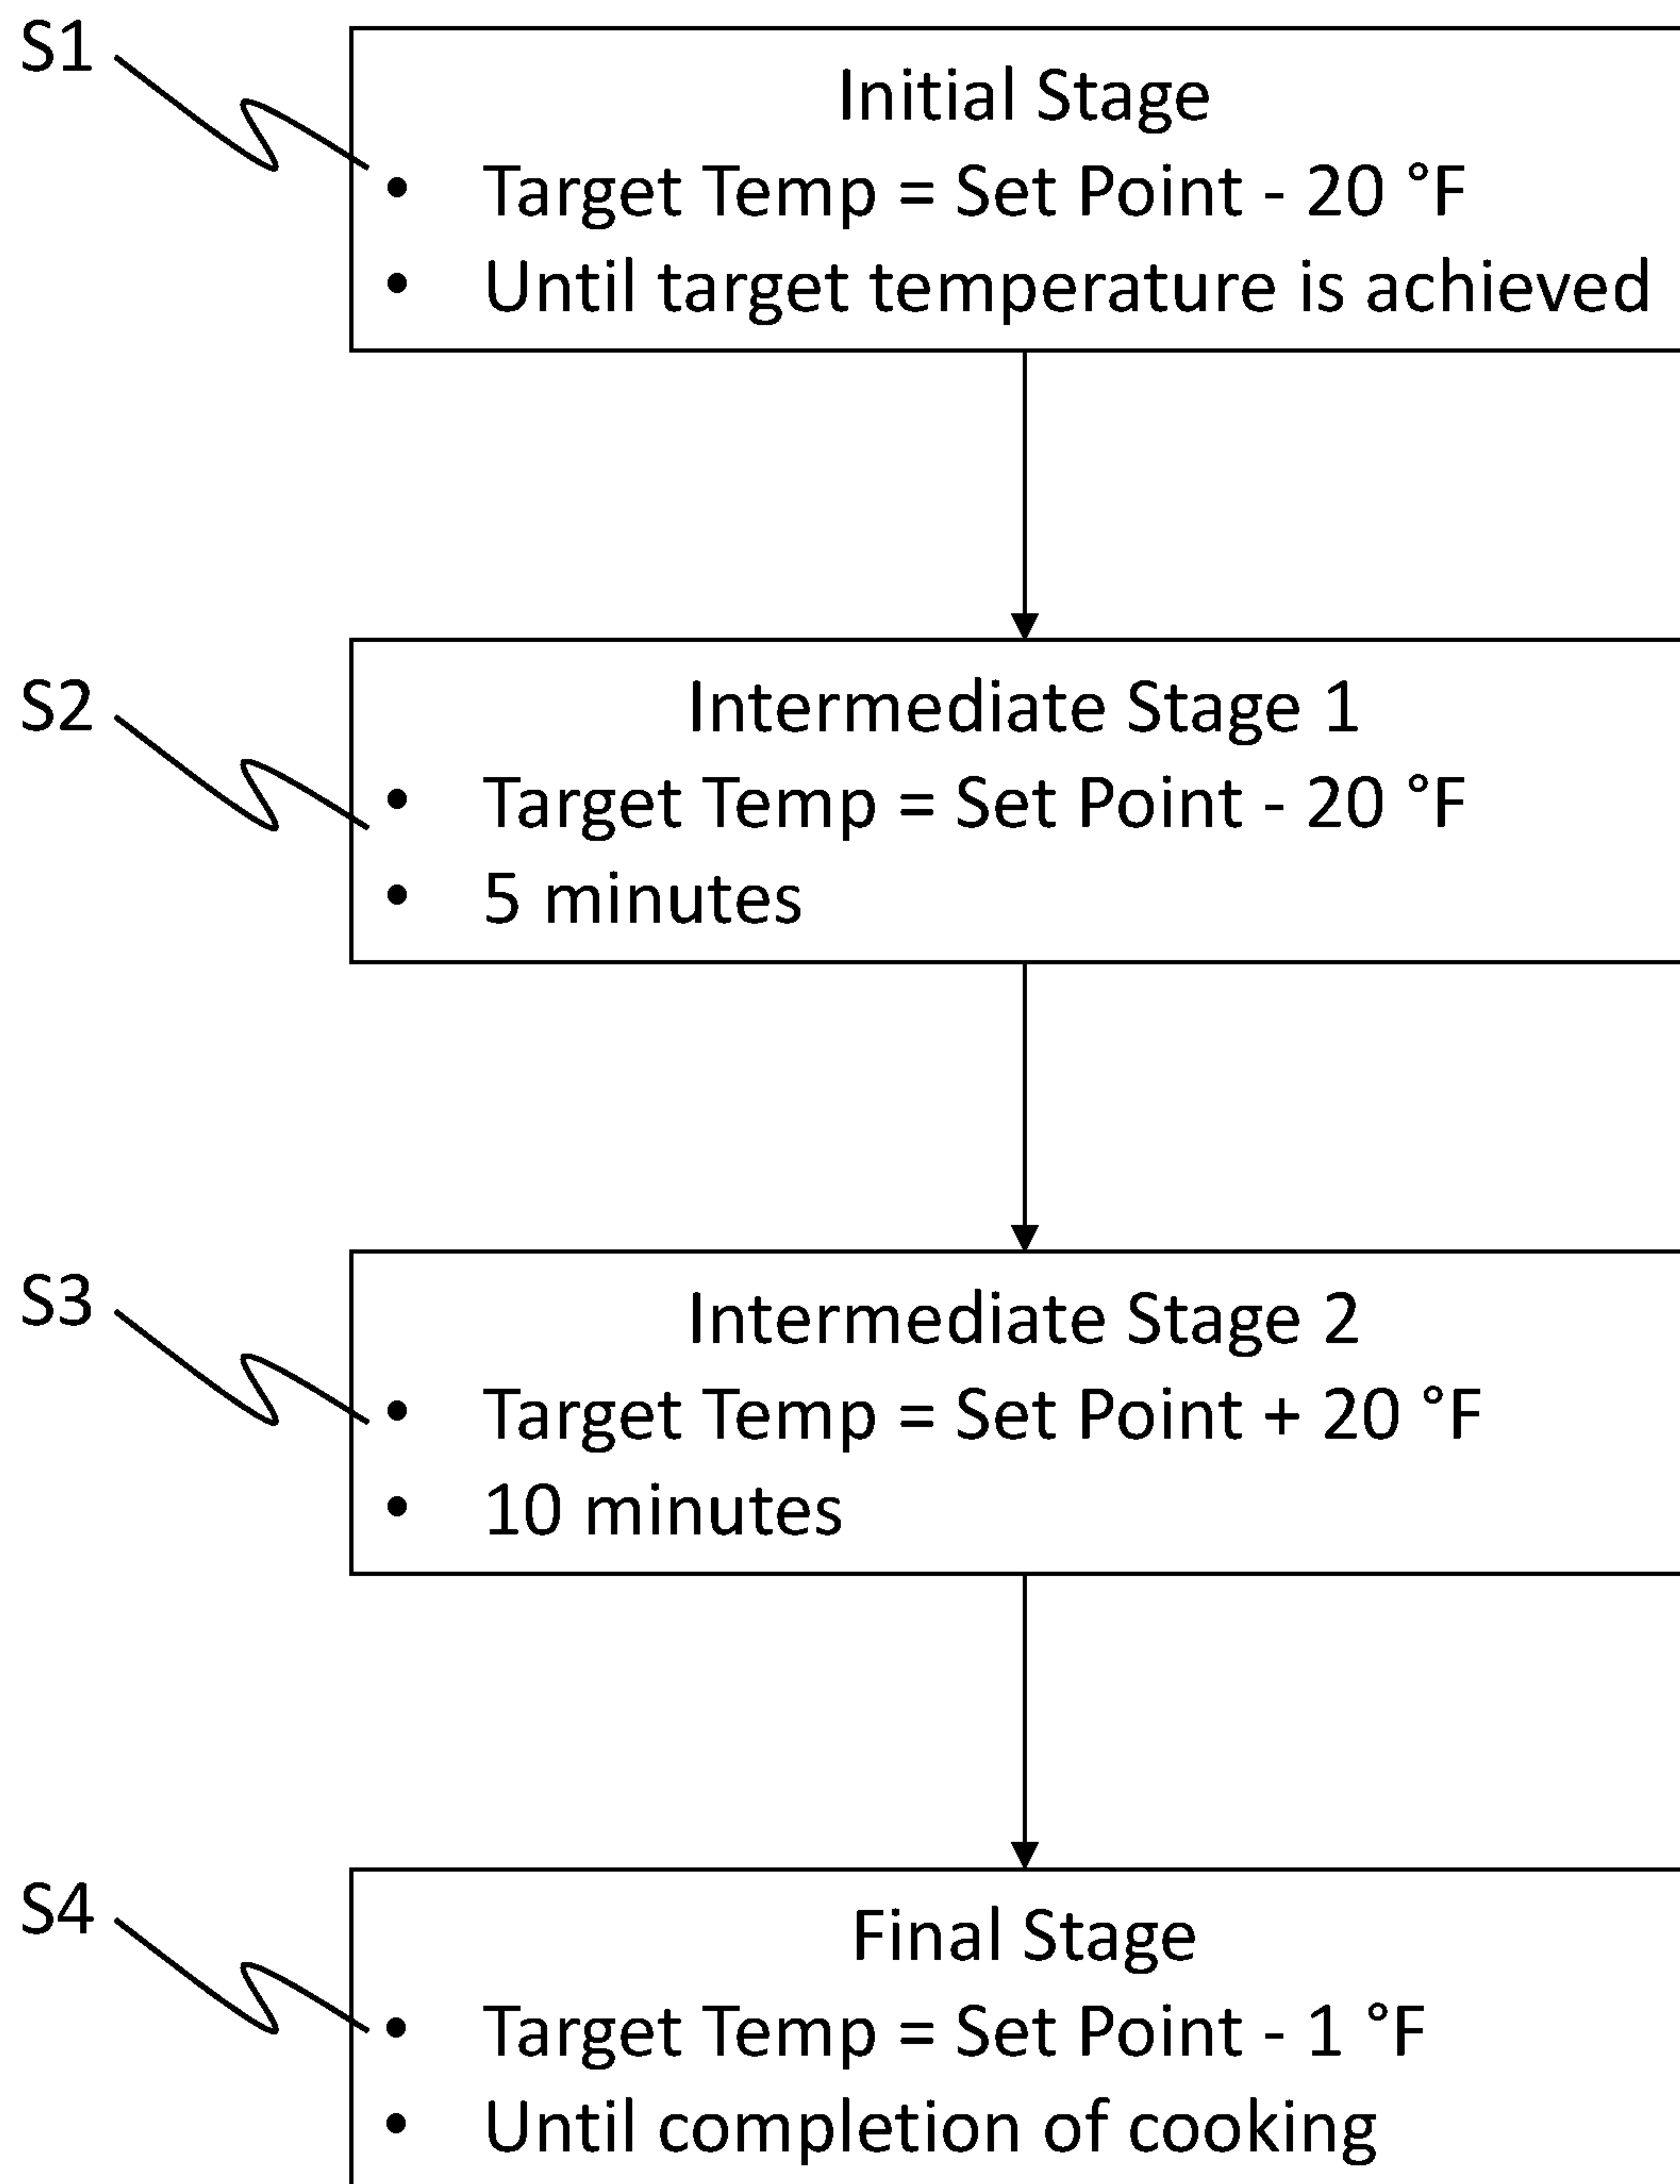 S1
Initial Stage
• Target Temp = Set Point - 20 °F
• Until target temperature is achieved
S2
Intermediate Stage 1
• Target Temp = Set Point - 20 °F
• 5 minutes
S3
Intermediate Stage 2
• Target Temp = Set Point + 20 °F
• 10 minutes
S4
Final Stage
• Target Temp = Set Point - 1 °F
• Until completion of cooking